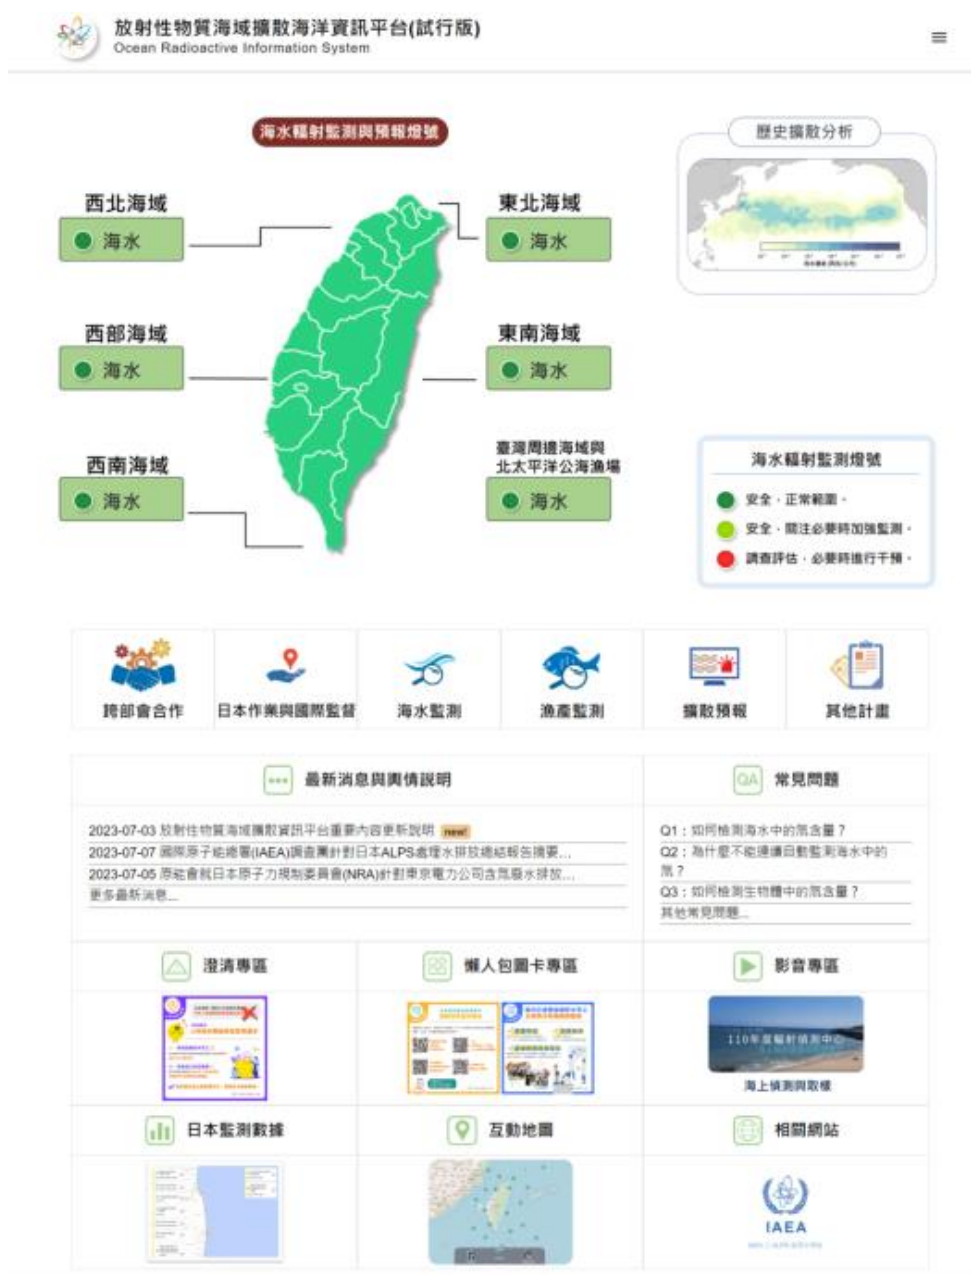 放射性物質海域擴散海洋資訊平台(試行版)
Ocean Radioactive Information System
海水輻射監測與預報燈號
歷史擴散分析
西北海域
海水
東北海域
海水
西部海域
海水
東南海域
海水
西南海域
海水
臺灣周邊海域與
北太平洋公海漁場
海水
海水輻射監測燈號
安全，正常範圍。
安全，關注必要時加強監測。
調查評估，必要時進行干預。
跨部會合作
日本作業與國際監督
海水監測
漁產監測
擴散預報
其他計畫
最新消息與輿情説明
2023-07-03 放射性物質海域擴散資訊平台重要內容更新說明 new!
2023-07-07 國際原子能總署(IAEA)調查團針對日本ALPS處理水排放總結報告摘要...
2023-07-05 原能會就日本原子力規制委員會(NRA)針對東京電力公司含氚廢水排放...
更多最新消息...
常見問題
Q1：如何檢測海水中的氚含量？
Q2：為什麼不能連續自動監測海水中的
氚？
Q3：如何檢測生物體中的氚含量？
其他常見問題...
澄清專區
懶人包圖卡專區
影音專區
110年度輻射偵測中心
海上偵測與取樣
日本監測數據
互動地圖
相關網站
IAEA